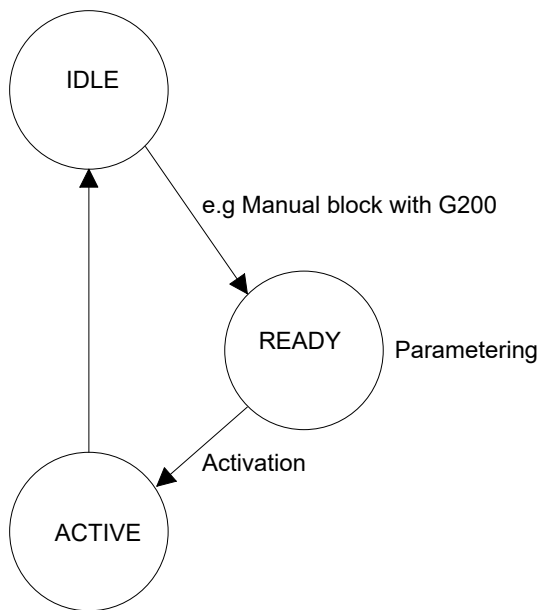 IDLE
e.g Manual block with G200
READY
Parametering
Activation
ACTIVE